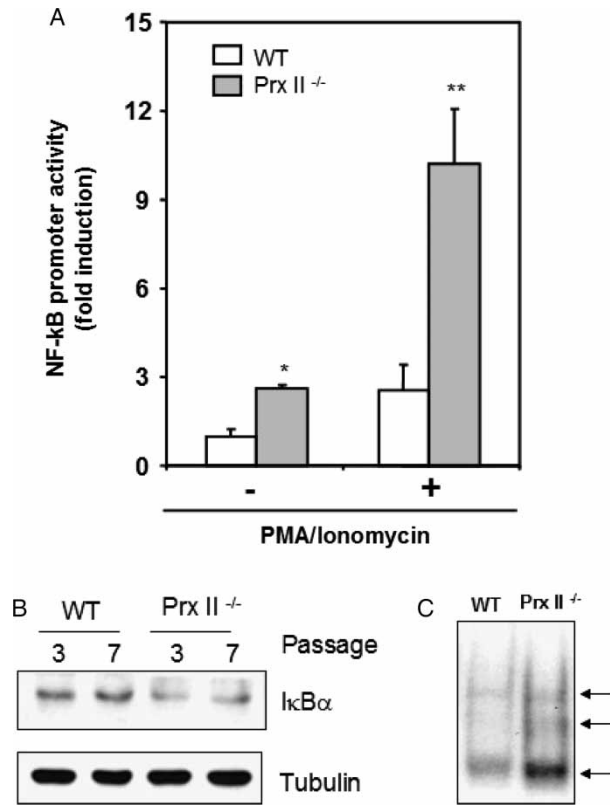 A
15
12
9
6
3
0
NF-kB promoter activity
(fold induction)
WT
Prx II -/-
*
**
- +
PMA/Ionomycin
B
WT Prx II -/-
3 7 3 7 Passage
IκBα
Tubulin
C
WT Prx II -/-